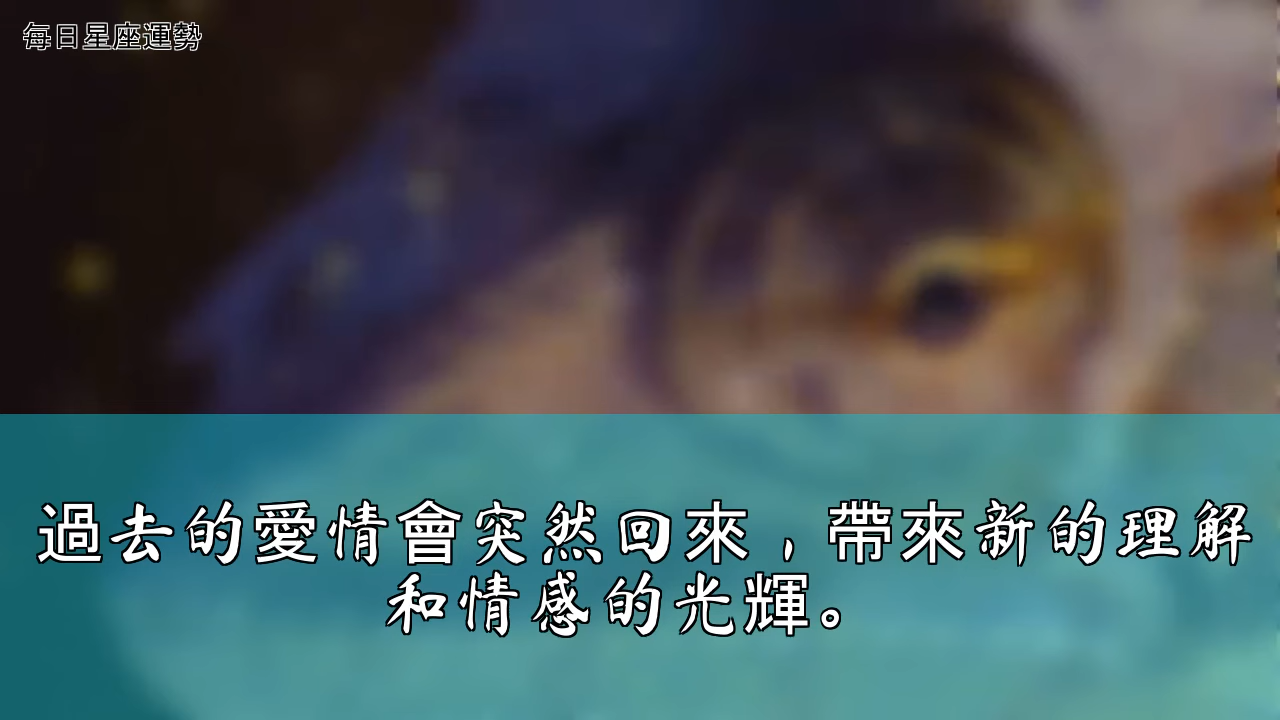 每日星座運勢
過去的愛情會突然回來，帶來新的理解
和情感的光輝。